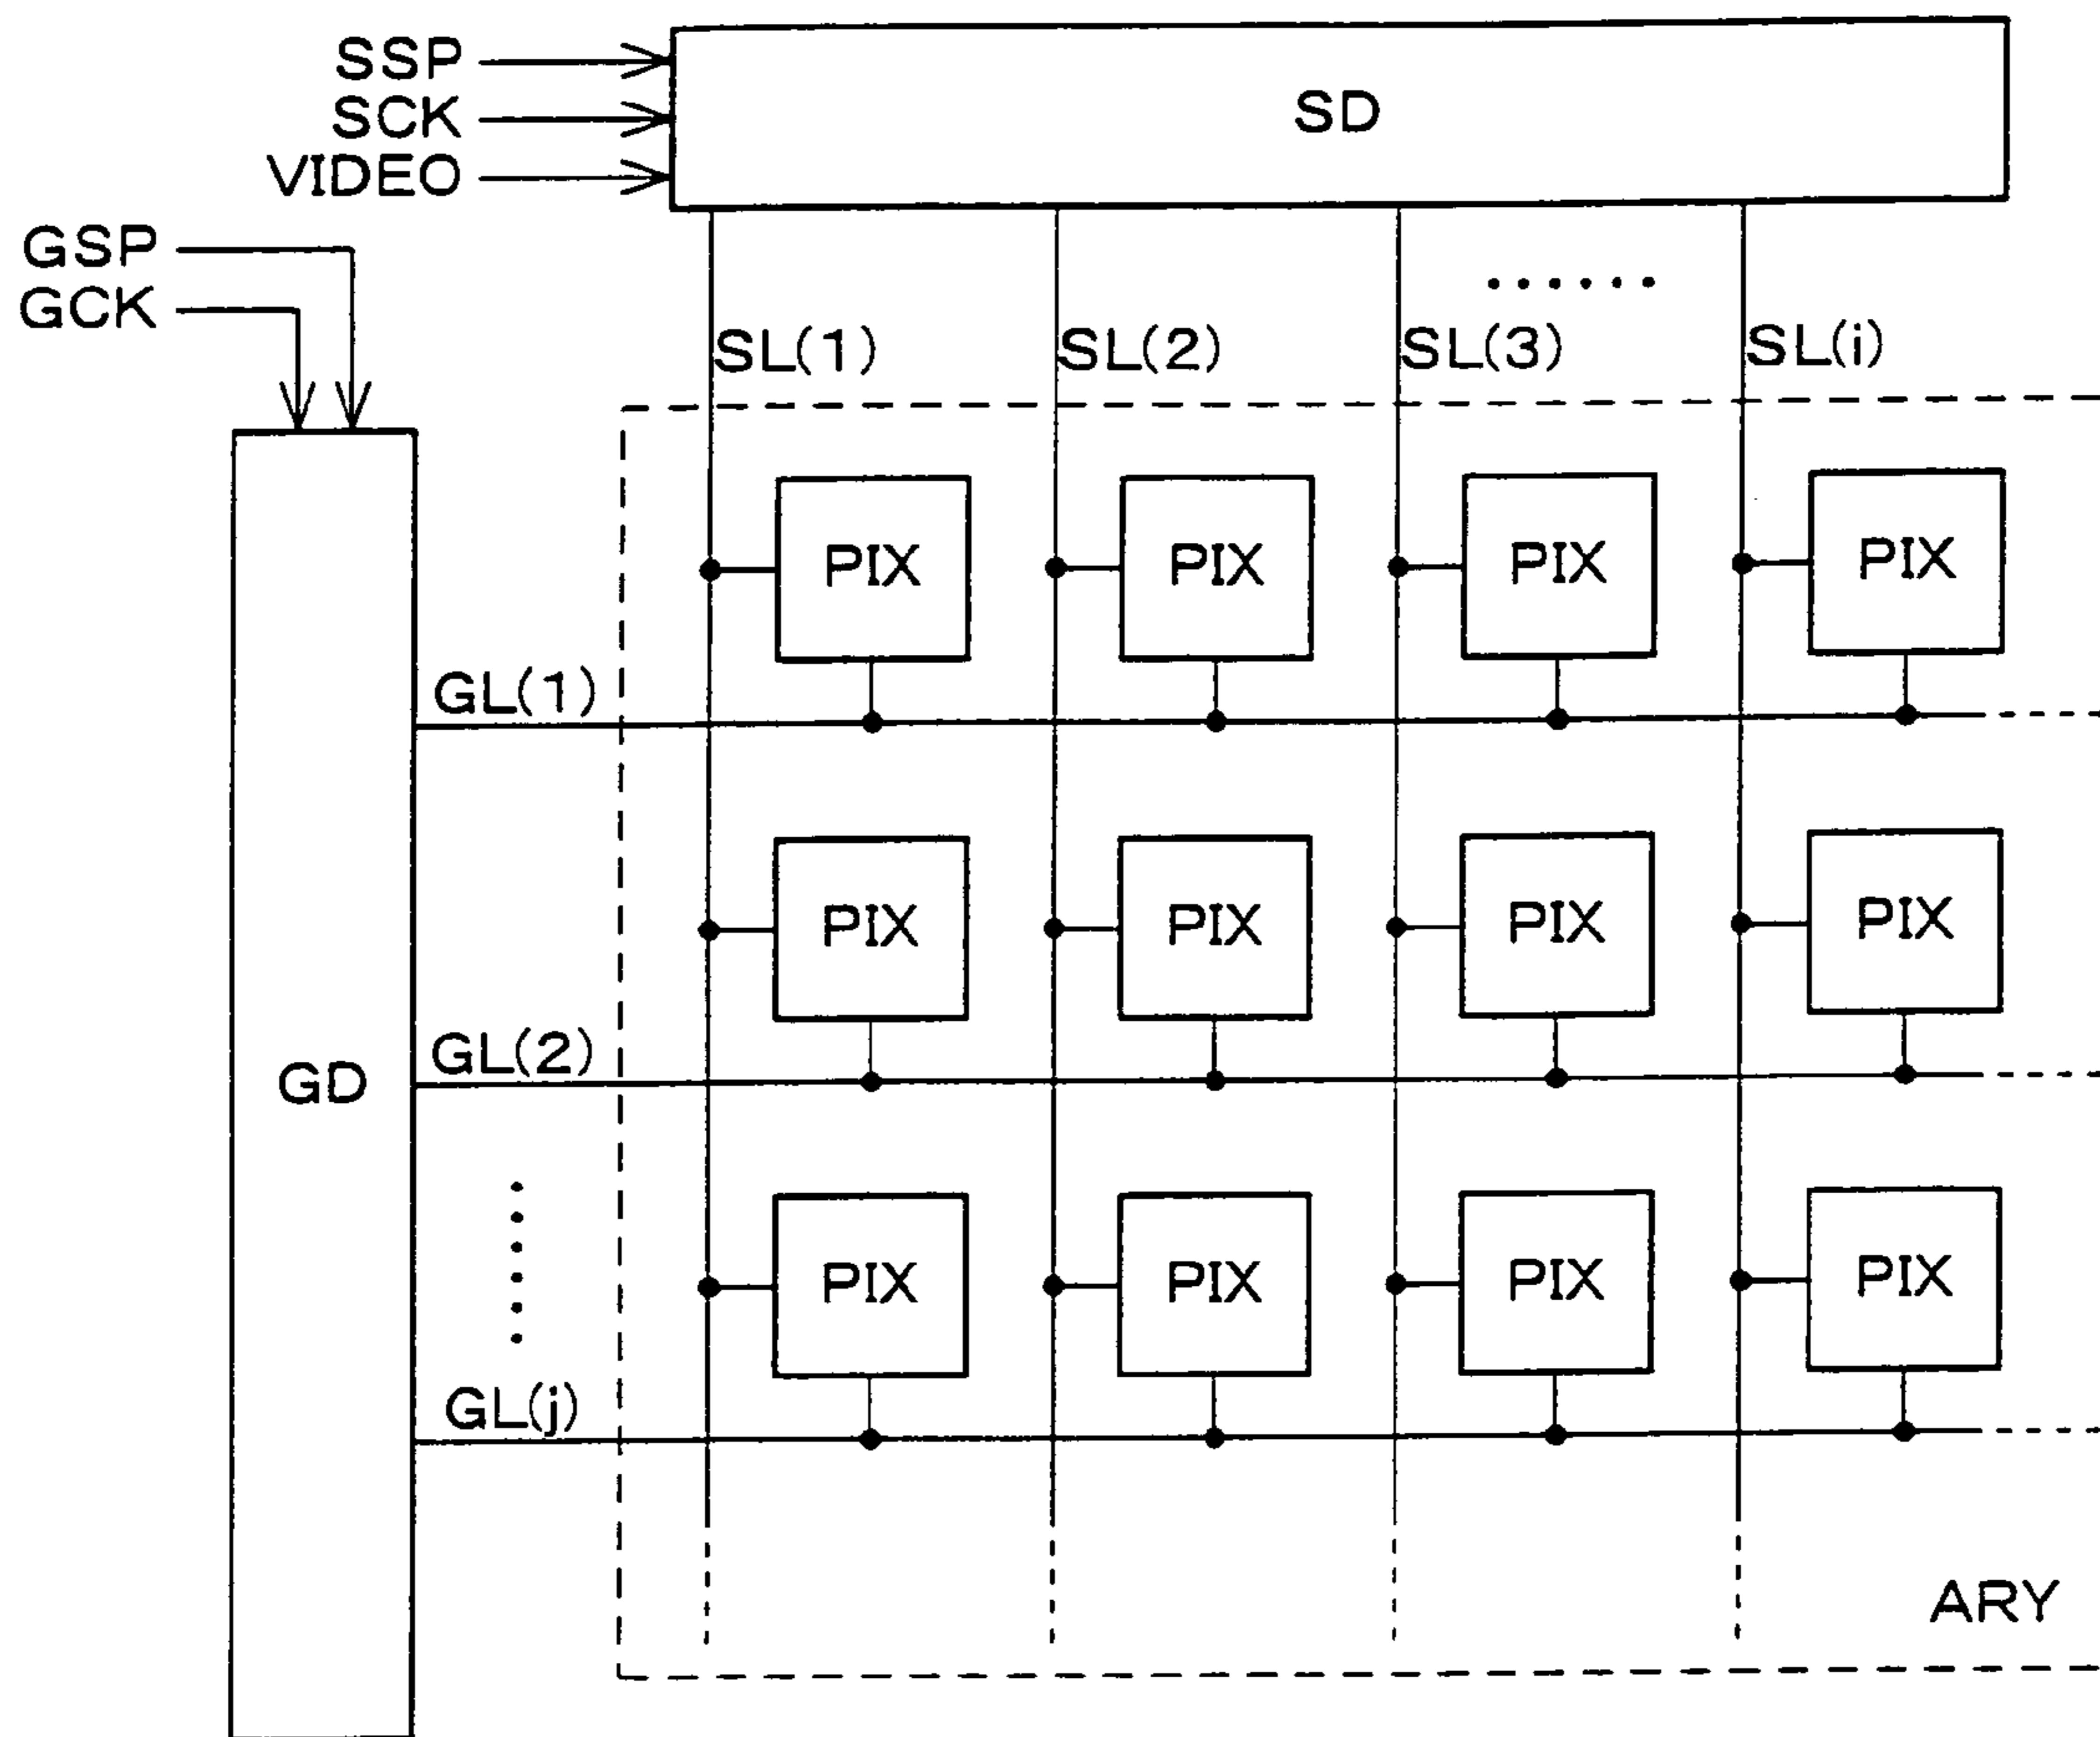 SSP
SCK
VIDEO
SD
GSP
GCK
SL(1) SL(2) SL(3) SL(i)
PIX PIX PIX PIX
GL(1)
PIX PIX PIX PIX
GL(2)
GD
PIX PIX PIX PIX
GL(j)
ARY